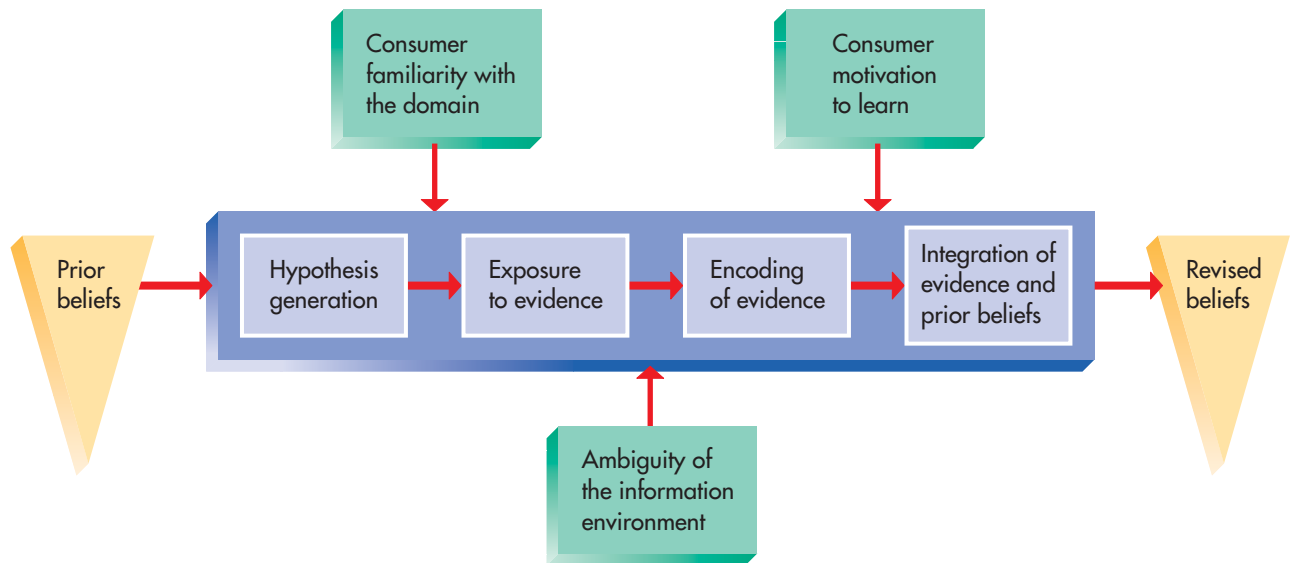 Consumer
familiarity with
the domain
Consumer
motivation
to learn
Prior
beliefs
Hypothesis
generation
Exposure
to evidence
Encoding
of evidence
Integration of
evidence and
prior beliefs
Revised
beliefs
Ambiguity of
the information
environment